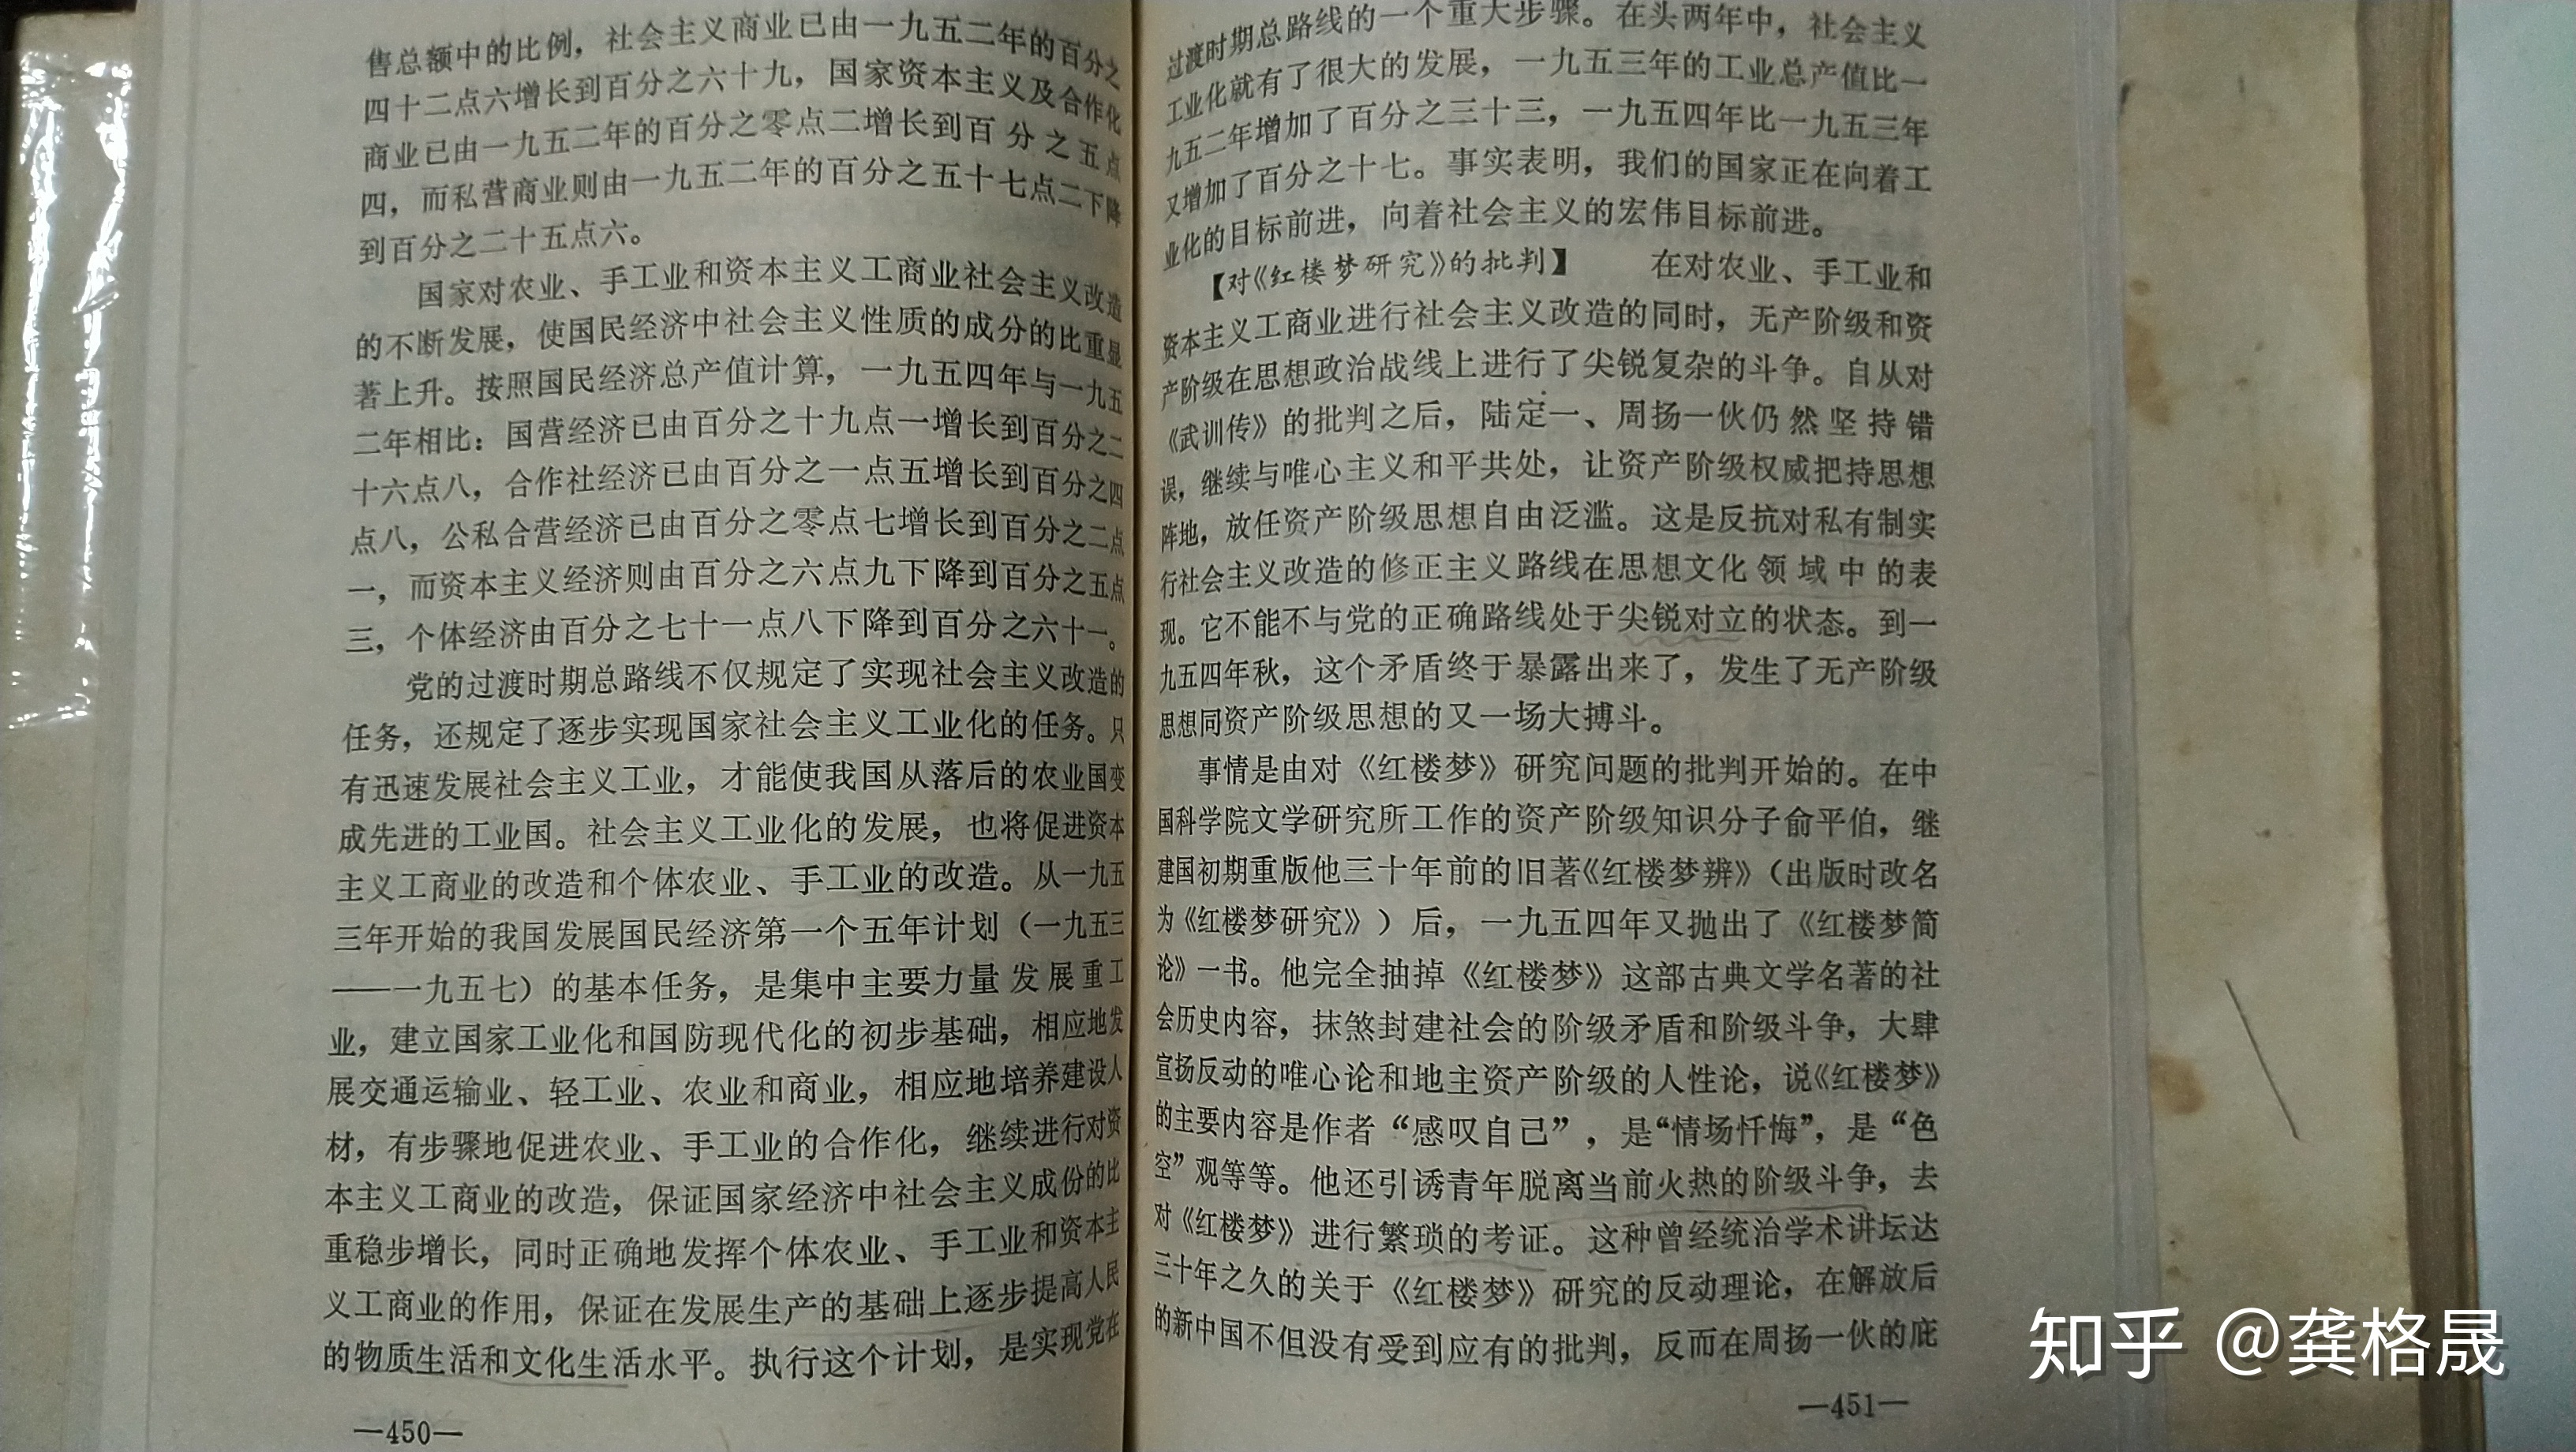 售总额中的比例，社会主义商业已由一九五二年的百分之
四十二点六增长到百分之六十九，国家资本主义及合作化
商业已由一九五二年的百分之零点二增长到百分之五点
四，而私营商业则由一九五二年的百分之五十七点二下降
到百分之二十五点六。
国家对农业、手工业和资本主义工商业社会主义改造
的不断发展，使国民经济中社会主义性质的成分的比重显
著上升。按照国民经济总产值计算，一九五四年与一九五
二年相比：国营经济已由百分之十九点一增长到百分之二
十六点八，合作社经济已由百分之一点五增长到百分之四
点八，公私合营经济已由百分之零点七增长到百分之二点
一，而资本主义经济则由百分之六点九下降到百分之五点
三，个体经济由百分之七十一点八下降到百分之六十一。
党的过渡时期总路线不仅规定了实现社会主义改造的
任务，还规定了逐步实现国家社会主义工业化的任务。只
有迅速发展社会主义工业，才能使我国从落后的农业国变
成先进的工业国。社会主义工业化的发展，也将促进资本
主义工商业的改造和个体农业、手工业的改造。从一九五
三年开始的我国发展国民经济第一个五年计划（一九五三
——一九五七）的基本任务，是集中主要力量发展重工
业，建立国家工业化和国防现代化的初步基础，相应地发
展交通运输业、轻工业、农业和商业，相应地培养建设人
材，有步骤地促进农业、手工业的合作化，继续进行对资
本主义工商业的改造，保证国家经济中社会主义成份的比
重稳步增长，同时正确地发挥个体农业、手工业和资本主
义工商业的作用，保证在发展生产的基础上逐步提高人民
的物质生活和文化生活水平。执行这个计划，是实现党在
—450—
过渡时期总路线的一个重大步骤。在头两年中，社会主义
工业化就有了很大的发展，一九五三年的工业总产值比一
九五二年增加了百分之三十三，一九五四年比一九五三年
又增加了百分之十七。事实表明，我们的国家正在向着工
业化的目标前进，向着社会主义的宏伟目标前进。
【对《红楼梦研究》的批判】 在对农业、手工业和
资本主义工商业进行社会主义改造的同时，无产阶级和资
产阶级在思想政治战线上进行了尖锐复杂的斗争。自从对
《武训传》的批判之后，陆定一、周扬一伙仍然坚持错
误，继续与唯心主义和平共处，让资产阶级权威把持思想
阵地，放任资产阶级思想自由泛滥。这是反抗对私有制实
行社会主义改造的修正主义路线在思想文化领域中的表
现。它不能不与党的正确路线处于尖锐对立的状态。到一
九五四年秋，这个矛盾终于暴露出来了，发生了无产阶级
思想同资产阶级思想的又一场大搏斗。
事情是由对《红楼梦》研究问题的批判开始的。在中
国科学院文学研究所工作的资产阶级知识分子俞平伯，继
建国初期重版他三十年前的旧著《红楼梦辨》（出版时改名
为《红楼梦研究》）后，一九五四年又抛出了《红楼梦简
论》一书。他完全抽掉《红楼梦》这部古典文学名著的社
会历史内容，抹煞封建社会的阶级矛盾和阶级斗争，大肆
宣扬反动的唯心论和地主资产阶级的人性论，说《红楼梦》
的主要内容是作者“感叹自己”，是“情场忏悔”，是“色
空”观等等。他还引诱青年脱离当前火热的阶级斗争，去
对《红楼梦》进行繁琐的考证。这种曾经统治学术讲坛达
三十年之久的关于《红楼梦》研究的反动理论，在解放后
的新中国不但没有受到应有的批判，反而在周扬一伙的庇
—451—
知乎 @龚格晟